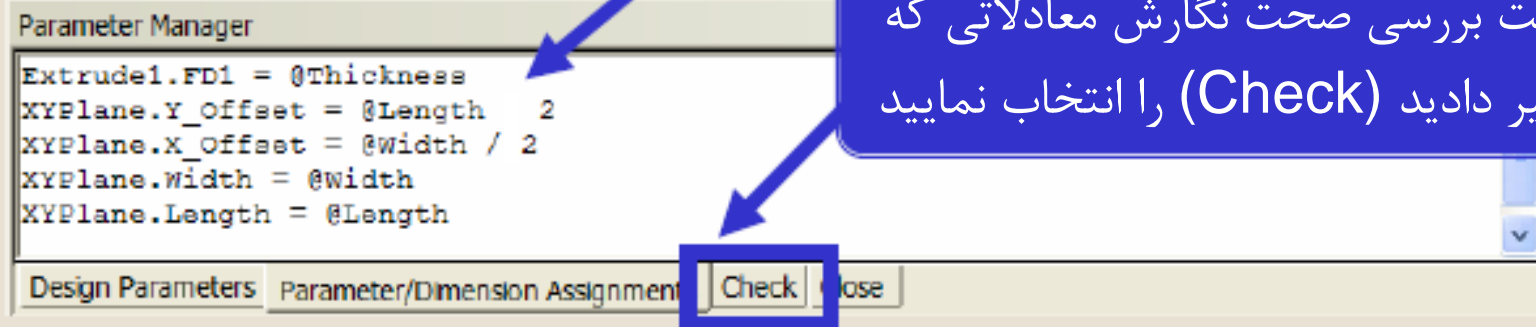 Parameter Manager
Extrude1.FD1 = @Thickness
XYPlane.Y_Offset = @Length 2
XYPlane.X_Offset = @Width / 2
XYPlane.Width = @Width
XYPlane.Length = @Length
Design Parameters Parameter/Dimension Assignment Check lose
بررسی صحت نگارش معادلاتی که
دادید (Check) را انتخاب نمایید